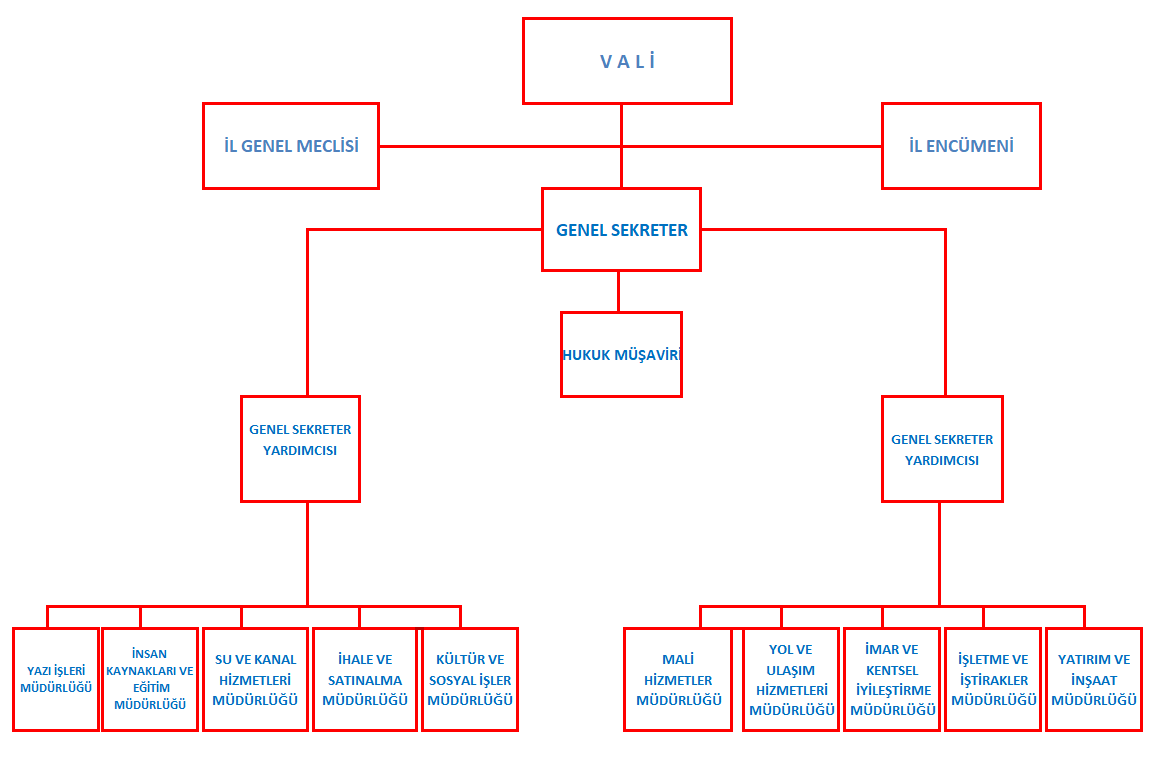 V A L İ
İL GENEL MECLİSİ
İL ENCÜMENİ
GENEL SEKRETER
HUKUK MÜŞAVİRİ
GENEL SEKRETER
YARDIMCISI
GENEL SEKRETER
YARDIMCISI
YAZI İŞLERİ
MÜDÜRLÜĞÜ
İNSAN
KAYNAKLARI VE
EĞİTİM
MÜDÜRLÜĞÜ
SU VE KANAL
HİZMETLERİ
MÜDÜRLÜĞÜ
İHALE VE
SATINALMA
MÜDÜRLÜĞÜ
KÜLTÜR VE
SOSYAL İŞLER
MÜDÜRLÜĞÜ
MALİ
HİZMETLER
MÜDÜRLÜĞÜ
YOL VE
ULAŞIM
HİZMETLERİ
MÜDÜRLÜĞÜ
İMAR VE
KENTSEL
İYİLEŞTİRME
MÜDÜRLÜĞÜ
İŞLETME VE
İŞTİRAKLER
MÜDÜRLÜĞÜ
YATIRIM VE
İNŞAAT
MÜDÜRLÜĞÜ